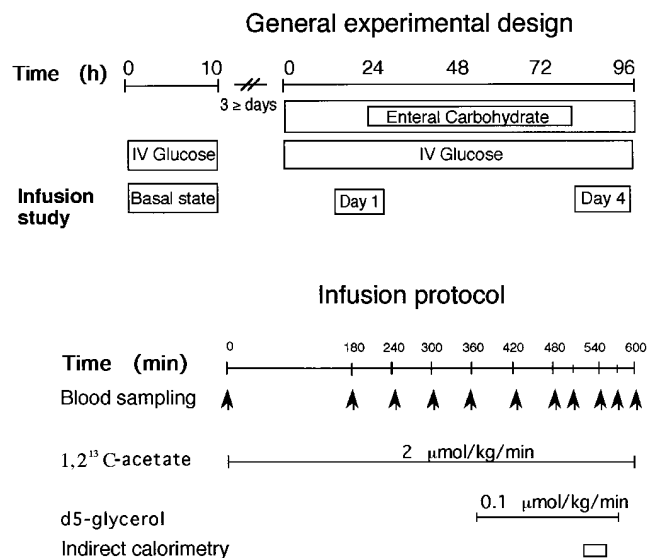 General experimental design
Time (h) 0 10 0 24 48 72 96
3 ≥ days
Enteral Carbohydrate
IV Glucose IV Glucose
Infusion study Basal state Day 1 Day 4
Infusion protocol
Time (min) 0 180 240 300 360 420 480 540 600
Blood sampling
1,2¹³ C-acetate 2 μmol/kg/min
d5-glycerol 0.1 μmol/kg/min
Indirect calorimetry